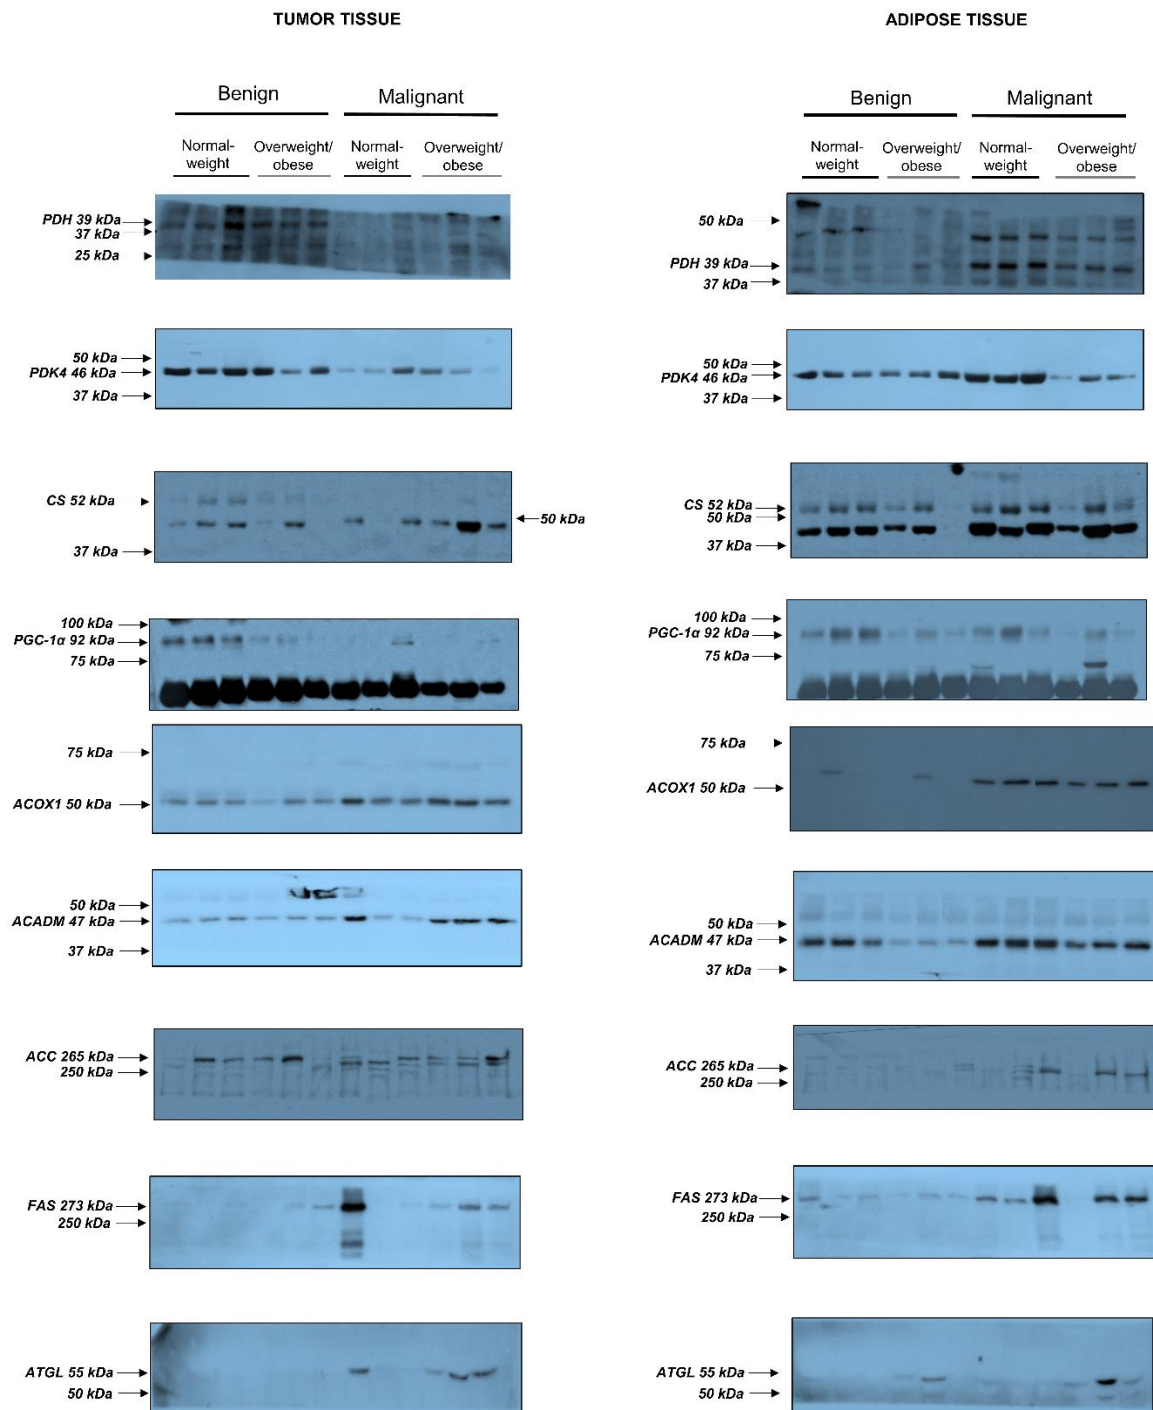 TUMOR TISSUE
Benign
Malignant
Normal-
weight
Overweight/
obese
Normal-
weight
Overweight/
obese
PDH 39 kDa
37 kDa
25 kDa
50 kDa
PDK4 46 kDa
37 kDa
CS 52 kDa
50 kDa
37 kDa
100 kDa
PGC-1α 92 kDa
75 kDa
75 kDa
ACOX1 50 kDa
50 kDa
ACADM 47 kDa
37 kDa
ACC 265 kDa
250 kDa
FAS 273 kDa
250 kDa
ATGL 55 kDa
50 kDa
ADIPOSE TISSUE
Benign
Malignant
Normal-
weight
Overweight/
obese
Normal-
weight
Overweight/
obese
50 kDa
PDH 39 kDa
37 kDa
50 kDa
PDK4 46 kDa
37 kDa
CS 52 kDa
50 kDa
37 kDa
100 kDa
PGC-1α 92 kDa
75 kDa
75 kDa
ACOX1 50 kDa
50 kDa
ACADM 47 kDa
37 kDa
ACC 265 kDa
250 kDa
FAS 273 kDa
250 kDa
ATGL 55 kDa
50 kDa